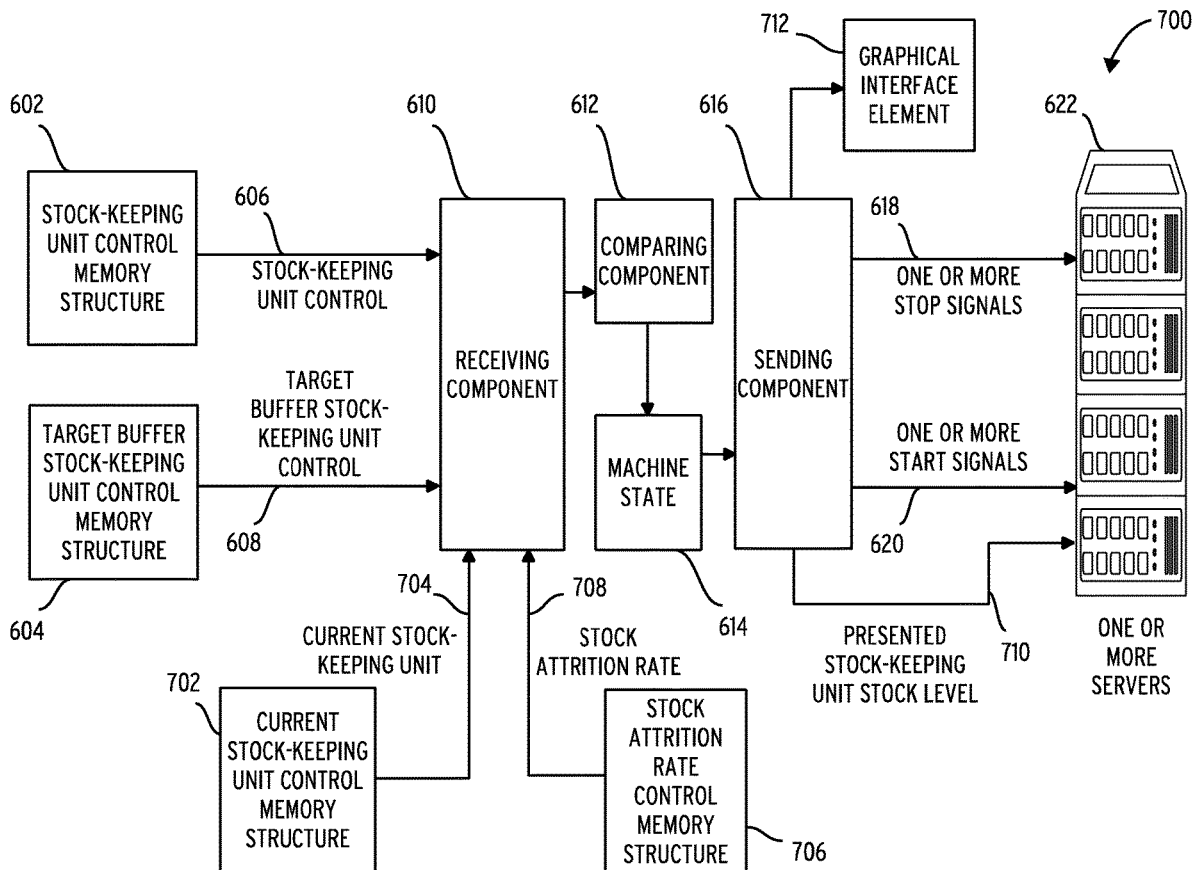 712
700
GRAPHICAL
INTERFACE
ELEMENT
602
610
612
616
622
STOCK-KEEPING
UNIT CONTROL
MEMORY
STRUCTURE
606
STOCK-KEEPING
UNIT CONTROL
RECEIVING
COMPONENT
COMPARING
COMPONENT
SENDING
COMPONENT
618
ONE OR MORE
STOP SIGNALS
TARGET BUFFER
STOCK-KEEPING
UNIT CONTROL
MEMORY
STRUCTURE
604
TARGET
BUFFER STOCK-
KEEPING UNIT
CONTROL
608
MACHINE
STATE
614
ONE OR MORE
START SIGNALS
620
704
CURRENT STOCK-
KEEPING UNIT
708
STOCK
ATTRITION RATE
PRESENTED
STOCK-KEEPING
UNIT STOCK LEVEL
710
ONE OR
MORE
SERVERS
702
CURRENT
STOCK-KEEPING
UNIT CONTROL
MEMORY
STRUCTURE
STOCK
ATTRITION
RATE
CONTROL
MEMORY
STRUCTURE
706